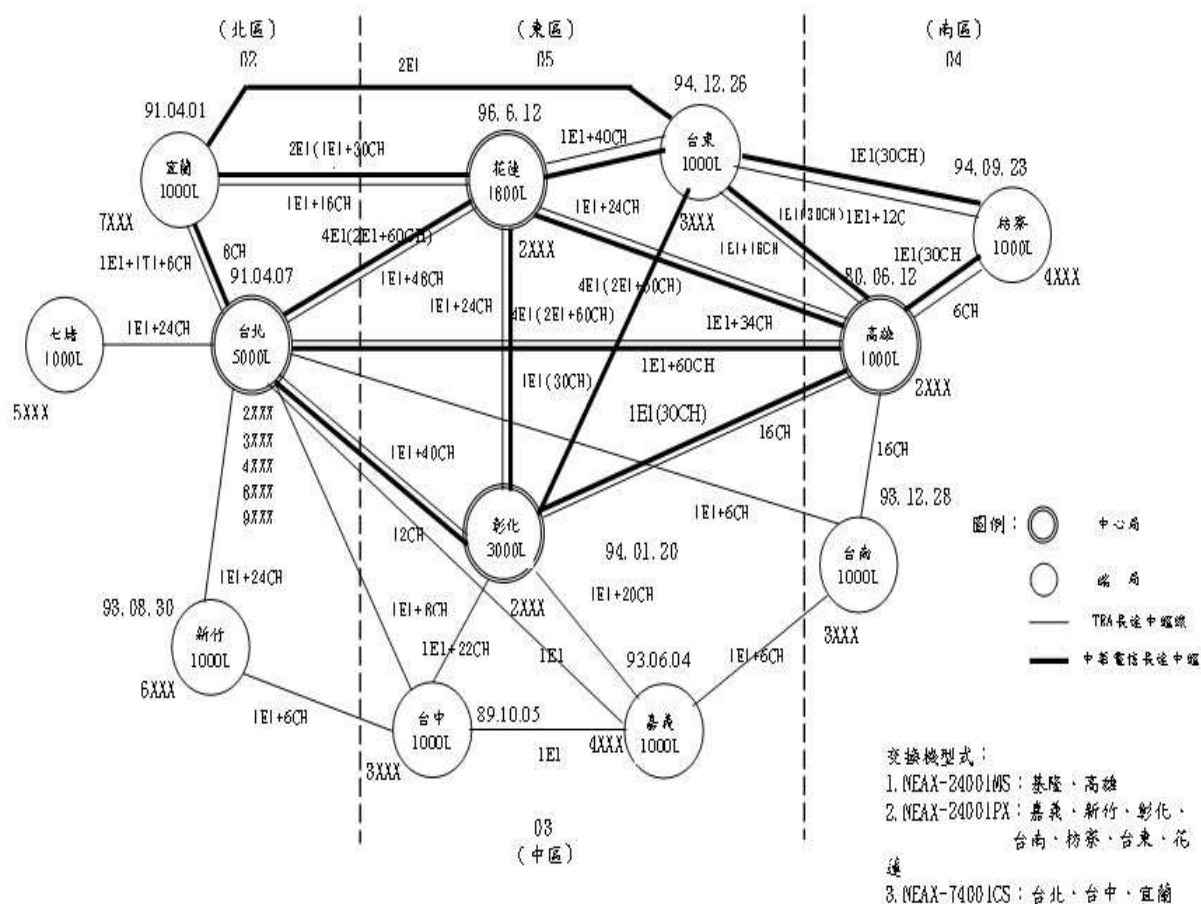 (北區)
02
(東區)
05
(南區)
04
2E1
94.12.26
91.04.01
96.6.12
宜蘭
1000L
7XXX
2E1(1E1+30CH
1E1+16CH
花蓮
1800L
2XXX
1E1+40CH
台東
1000L
3XXX
1E1(30CH)
94.09.23
1E1+12C
枋寮
1000L
4XXX
1E1+24CH
1E1(30CH)
1E1+16CH
1E1(30CH)
6CH
80.06.12
6CH
1E1+1T1+6CH
91.04.07
4E1(2E1+60CH)
1E1+48CH
1E1+24CH
4E1(2E1+60CH)
4E1(2E1+60CH)
1E1+34CH
七堵
1000L
5XXX
1E1+24CH
台北
5000L
2XXX
3XXX
4XXX
8XXX
9XXX
高雄
1000L
2XXX
1E1+60CH
1E1(30CH)
1E1(30CH)
16CH
16CH
1E1+40CH
1E1+6CH
12CH
彰化
3000L
2XXX
94.01.20
93.12.28
台南
1000L
3XXX
圖例：
中心局
端 局
TRA長途中繼線
中華電信長途中繼
1E1+24CH
93.08.30
新竹
1000L
6XXX
1E1+8CH
1E1+22CH
1E1
1E1+20CH
93.06.04
1E1+6CH
1E1+6CH
台中
1000L
3XXX
89.10.05
1E1
4XXX
嘉義
1000L
03
(中區)
交換機型式：
1.NEAX-2400IMS：基隆、高雄
2.NEAX-2400IPX：嘉義、新竹、彰化、
台南、枋寮、台東、花
蓮
3.NEAX-7400ICS：台北、台中、宜蘭